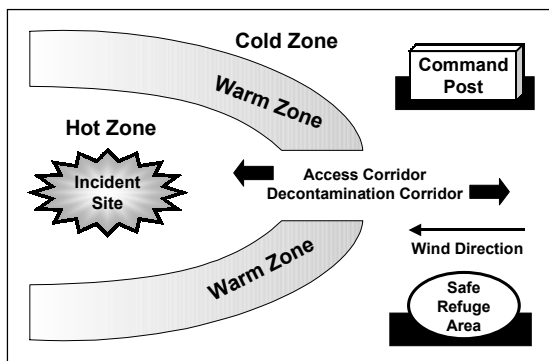 Cold Zone
Command
Post
Warm Zone
Hot Zone
Incident
Site
Access Corridor
Decontamination Corridor
Wind Direction
Warm Zone
Safe
Refuge
Area